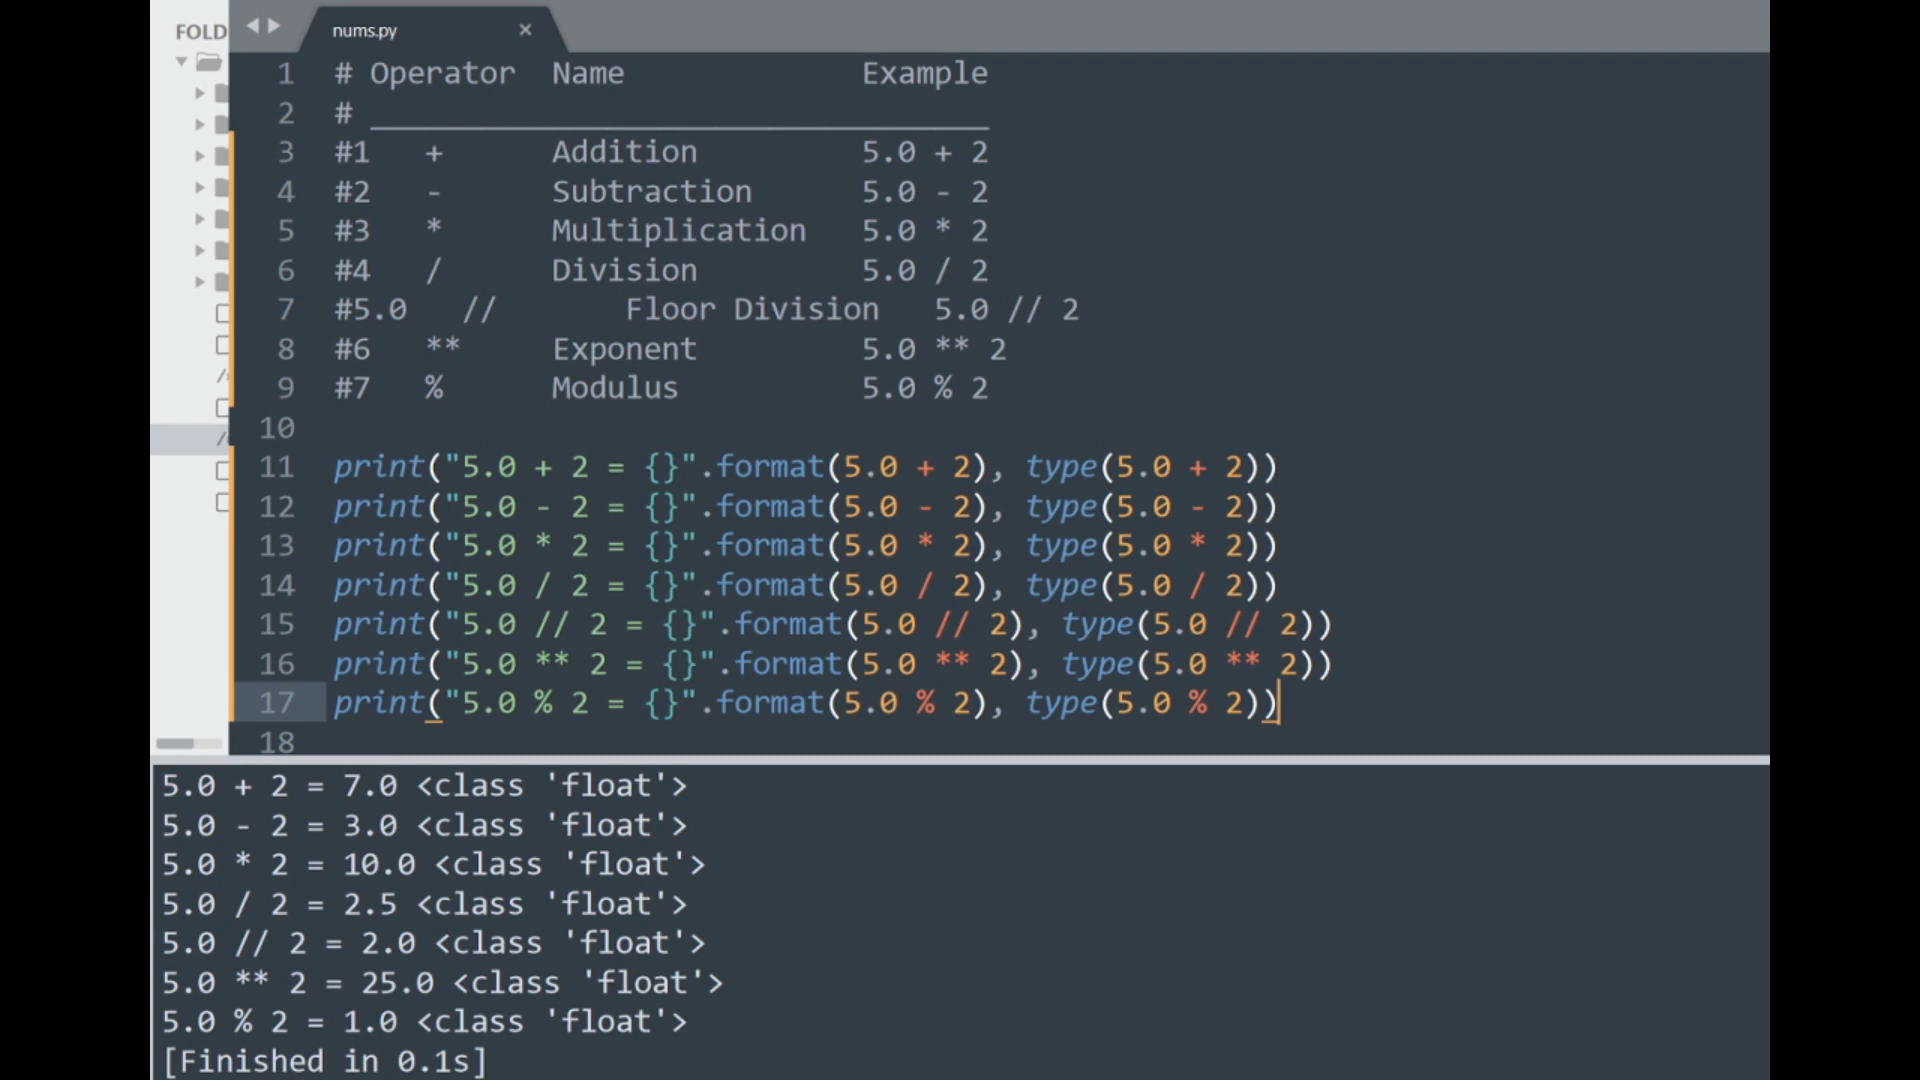 FOLD
nums.py ×
1 # Operator  Name             Example
2 # __________________________________
3 #1   +      Addition         5.0 + 2
4 #2   -      Subtraction      5.0 - 2
5 #3   *      Multiplication   5.0 * 2
6 #4   /      Division         5.0 / 2
7 #5.0   //       Floor Division   5.0 // 2
8 #6   **     Exponent         5.0 ** 2
9 #7   %      Modulus          5.0 % 2
10
11 print("5.0 + 2 = {}".format(5.0 + 2), type(5.0 + 2))
12 print("5.0 - 2 = {}".format(5.0 - 2), type(5.0 - 2))
13 print("5.0 * 2 = {}".format(5.0 * 2), type(5.0 * 2))
14 print("5.0 / 2 = {}".format(5.0 / 2), type(5.0 / 2))
15 print("5.0 // 2 = {}".format(5.0 // 2), type(5.0 // 2))
16 print("5.0 ** 2 = {}".format(5.0 ** 2), type(5.0 ** 2))
17 print("5.0 % 2 = {}".format(5.0 % 2), type(5.0 % 2))
18
5.0 + 2 = 7.0 <class 'float'>
5.0 - 2 = 3.0 <class 'float'>
5.0 * 2 = 10.0 <class 'float'>
5.0 / 2 = 2.5 <class 'float'>
5.0 // 2 = 2.0 <class 'float'>
5.0 ** 2 = 25.0 <class 'float'>
5.0 % 2 = 1.0 <class 'float'>
[Finished in 0.1s]